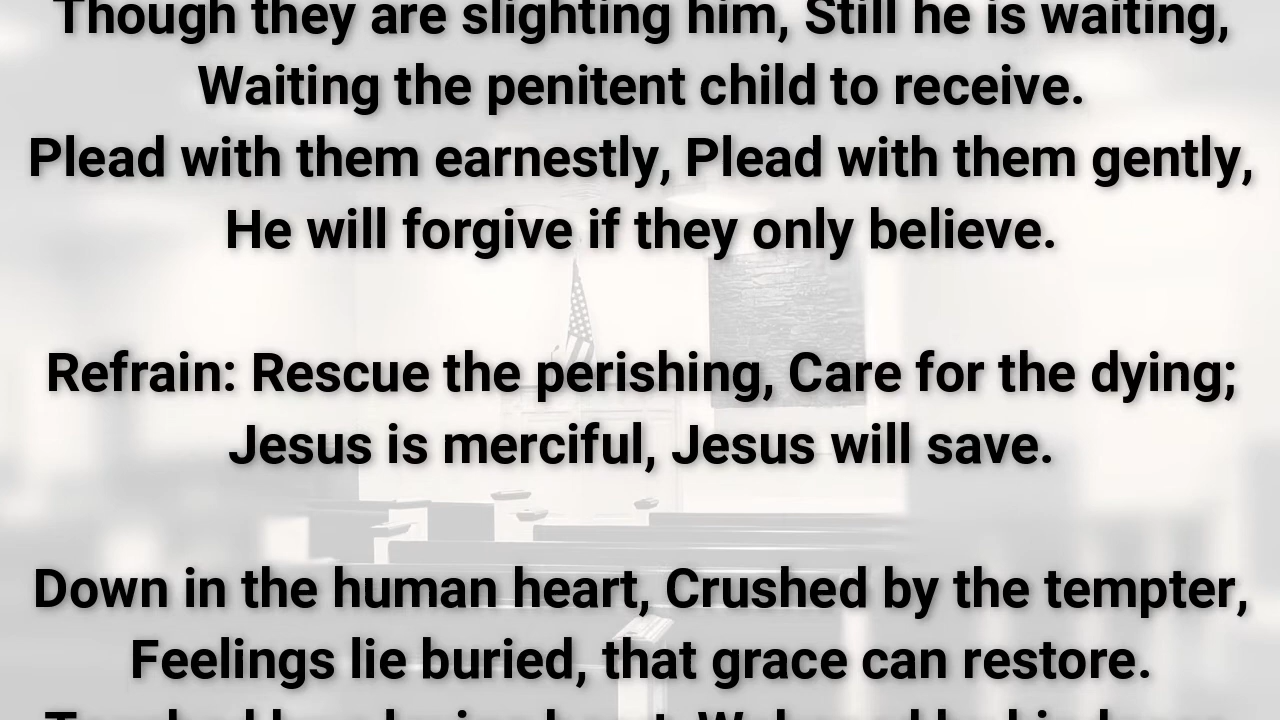 Though they are slighting him, Still he is waiting,
Waiting the penitent child to receive.
Plead with them earnestly, Plead with them gently,
He will forgive if they only believe.
Refrain: Rescue the perishing, Care for the dying;
Jesus is merciful, Jesus will save.
Down in the human heart, Crushed by the tempter,
Feelings lie buried, that grace can restore.